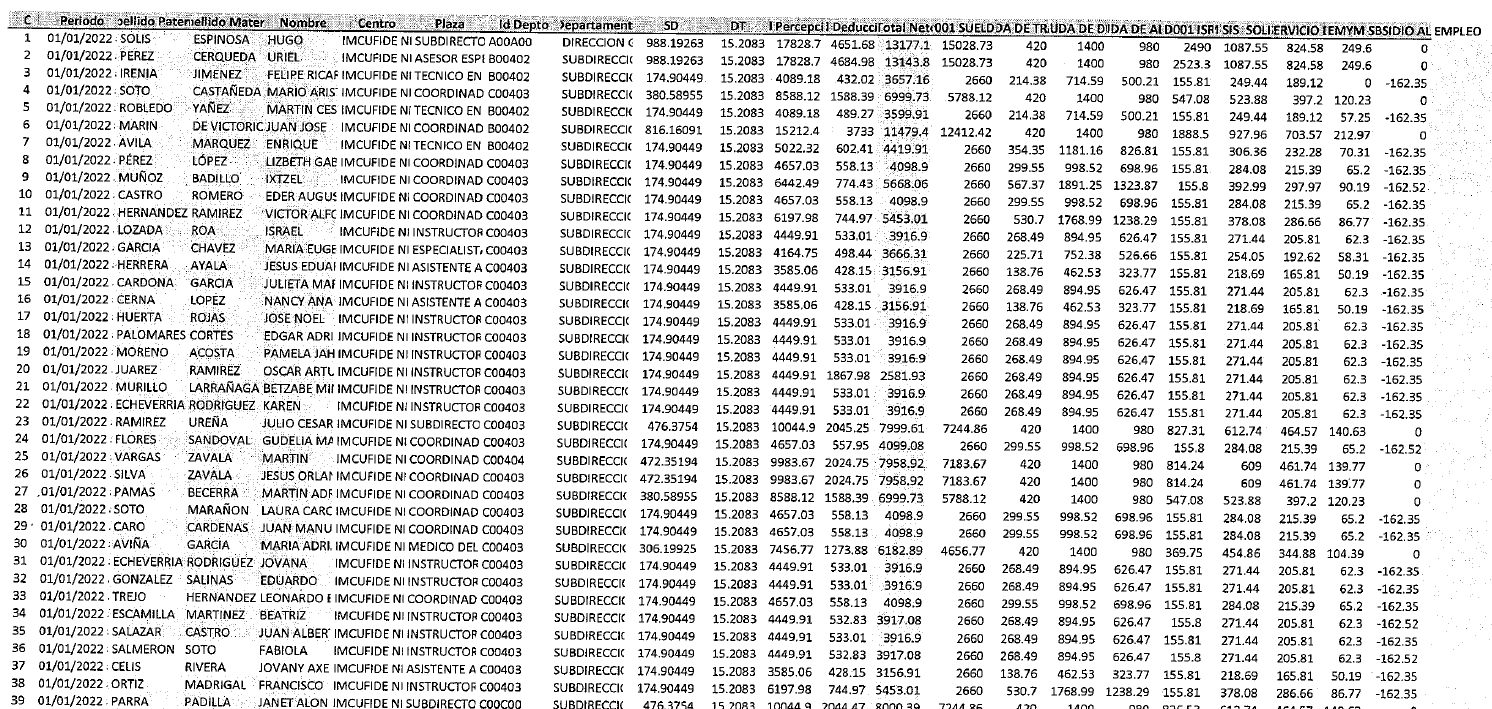 C Periodo pellido Patern ellido Mater Nombre Centro Plaza Id Depto Departament SD DT l Percepci l Deducci Total Neto 001 SUELD DA DE TR UDA DE D IDA DE AL D001 ISR SIS. SOLI ERVICIO IEMYM BSIDIO AL EMPLEO
1 01/01/2022 SOLIS ESPINOSA HUGO IMCUFIDE NI SUBDIRECTO A00A00 DIRECCION G 988.19263 15.2083 17828.7 4651.68 13177.1 15028.73 420 1400 980 2490 1087.55 824.58 249.6 0
2 01/01/2022 PEREZ CERQUEDA URIEL IMCUFIDE NI ASESOR ESPI B00402 SUBDIRECCIC 988.19263 15.2083 17828.7 4684.98 13143.8 15028.73 420 1400 980 2523.3 1087.55 824.58 249.6 0
3 01/01/2022 IRENIA JIMENEZ FELIPE RICAR IMCUFIDE NI TECNICO EN B00402 SUBDIRECCIC 174.90449 15.2083 4089.18 432.02 3657.16 2660 214.38 714.59 500.21 155.81 249.44 189.12 0 -162.35
4 01/01/2022 SOTO CASTAÑEDA MARIO ARIS IMCUFIDE NI COORDINAD C00403 SUBDIRECCIC 380.58955 15.2083 8588.12 1588.39 6999.73 5788.12 420 1400 980 547.08 523.88 397.2 120.23 0
5 01/01/2022 ROBLEDO YAÑEZ MARTIN CES IMCUFIDE NI TECNICO EN B00402 SUBDIRECCIC 174.90449 15.2083 4089.18 489.27 3599.91 2660 214.38 714.59 500.21 155.81 249.44 189.12 57.25 -162.35
6 01/01/2022 MARIN DE VICTORIC JUAN JOSE IMCUFIDE NI COORDINAD B00402 SUBDIRECCIC 816.16091 15.2083 15212.4 3733 11479.4 12412.42 420 1400 980 1888.5 927.96 703.57 212.97 0
7 01/01/2022 AVILA MARQUEZ ENRIQUE IMCUFIDE NI TECNICO EN B00402 SUBDIRECCIC 174.90449 15.2083 5022.32 602.41 4419.91 2660 354.35 1181.16 826.81 155.81 306.36 232.28 70.31 -162.35
8 01/01/2022 PÉREZ LÓPEZ LIZBETH GAE IMCUFIDE NI COORDINAD C00403 SUBDIRECCIC 174.90449 15.2083 4657.03 558.13 4098.9 2660 299.55 998.52 698.96 155.81 284.08 215.39 65.2 -162.35
9 01/01/2022 MUÑOZ BADILLO IXTZEL IMCUFIDE NI COORDINAD C00403 SUBDIRECCIC 174.90449 15.2083 6442.49 774.43 5668.06 2660 567.37 1891.25 1323.87 155.8 392.99 297.97 90.19 -162.52
10 01/01/2022 CASTRO ROMERO EDER AUGUS IMCUFIDE NI COORDINAD C00403 SUBDIRECCIC 174.90449 15.2083 4657.03 558.13 4098.9 2660 299.55 998.52 698.96 155.81 284.08 215.39 65.2 -162.35
11 01/01/2022 HERNANDEZ RAMIREZ VICTOR ALFC IMCUFIDE NI COORDINAD C00403 SUBDIRECCIC 174.90449 15.2083 6197.98 744.97 5453.01 2660 530.7 1768.99 1238.29 155.81 378.08 286.66 86.77 -162.35
12 01/01/2022 LOZADA ROA ISRAEL IMCUFIDE NI INSTRUCTOR C00403 SUBDIRECCIC 174.90449 15.2083 4449.91 533.01 3916.9 2660 268.49 894.95 626.47 155.81 271.44 205.81 62.3 -162.35
13 01/01/2022 GARCIA CHAVEZ MARIA EUGE IMCUFIDE NI ESPECIALIST C00403 SUBDIRECCIC 174.90449 15.2083 4164.75 498.44 3666.31 2660 225.71 752.38 526.66 155.81 254.05 192.62 58.31 -162.35
14 01/01/2022 HERRERA AYALA JESUS EDUAI IMCUFIDE NI ASISTENTE A C00403 SUBDIRECCIC 174.90449 15.2083 3585.06 428.15 3156.91 2660 138.76 462.53 323.77 155.81 218.69 165.81 50.19 -162.35
15 01/01/2022 CARDONA GARCIA JULIETA MAI IMCUFIDE NI INSTRUCTOR C00403 SUBDIRECCIC 174.90449 15.2083 4449.91 533.01 3916.9 2660 268.49 894.95 626.47 155.81 271.44 205.81 62.3 -162.35
16 01/01/2022 CERNA LOPEZ NANCY ANA IMCUFIDE NI ASISTENTE A C00403 SUBDIRECCIC 174.90449 15.2083 3585.06 428.15 3156.91 2660 138.76 462.53 323.77 155.81 218.69 165.81 50.19 -162.35
17 01/01/2022 HUERTA ROJAS JOSE NOEL IMCUFIDE NI INSTRUCTOR C00403 SUBDIRECCIC 174.90449 15.2083 4449.91 533.01 3916.9 2660 268.49 894.95 626.47 155.81 271.44 205.81 62.3 -162.35
18 01/01/2022 PALOMARES CORTES EDGAR ADRI IMCUFIDE NI INSTRUCTOR C00403 SUBDIRECCIC 174.90449 15.2083 4449.91 533.01 3916.9 2660 268.49 894.95 626.47 155.81 271.44 205.81 62.3 -162.35
19 01/01/2022 MORENO ACOSTA PAMELA JAH IMCUFIDE NI INSTRUCTOR C00403 SUBDIRECCIC 174.90449 15.2083 4449.91 533.01 3916.9 2660 268.49 894.95 626.47 155.81 271.44 205.81 62.3 -162.35
20 01/01/2022 JUAREZ RAMIREZ OSCAR ARTU IMCUFIDE NI INSTRUCTOR C00403 SUBDIRECCIC 174.90449 15.2083 4449.91 1867.98 2581.93 2660 268.49 894.95 626.47 155.81 271.44 205.81 62.3 -162.35
21 01/01/2022 MURILLO LARRAÑAGA BETZABE MII IMCUFIDE NI INSTRUCTOR C00403 SUBDIRECCIC 174.90449 15.2083 4449.91 533.01 3916.9 2660 268.49 894.95 626.47 155.81 271.44 205.81 62.3 -162.35
22 01/01/2022 ECHEVERRIA RODRIGUEZ KAREN IMCUFIDE NI INSTRUCTOR C00403 SUBDIRECCIC 174.90449 15.2083 4449.91 533.01 3916.9 2660 268.49 894.95 626.47 155.81 271.44 205.81 62.3 -162.35
23 01/01/2022 RAMIREZ UREÑA JULIO CESAR IMCUFIDE NI SUBDIRECTO C00403 SUBDIRECCIC 476.3754 15.2083 10044.9 2045.25 7999.61 7244.86 420 1400 980 827.31 612.74 464.57 140.63 0
24 01/01/2022 FLORES SANDOVAL GUDELIA MA IMCUFIDE NI COORDINAD C00403 SUBDIRECCIC 174.90449 15.2083 4657.03 557.95 4099.08 2660 299.55 998.52 698.96 155.8 284.08 215.39 65.2 -162.52
25 01/01/2022 VARGAS ZAVALA MARTIN IMCUFIDE NI COORDINAD C00404 SUBDIRECCIC 472.35194 15.2083 9983.67 2024.75 7958.92 7183.67 420 1400 980 814.24 609 461.74 139.77 0
26 01/01/2022 SILVA ZAVALA JESUS ORLAN IMCUFIDE NI COORDINAD C00403 SUBDIRECCIC 472.35194 15.2083 9983.67 2024.75 7958.92 7183.67 420 1400 980 814.24 609 461.74 139.77 0
27 01/01/2022 PAMAS BECERRA MARTIN ADF IMCUFIDE NI COORDINAD C00403 SUBDIRECCIC 380.58955 15.2083 8588.12 1588.39 6999.73 5788.12 420 1400 980 547.08 523.88 397.2 120.23 0
28 01/01/2022 SOTO MARAÑON LAURA CARC IMCUFIDE NI COORDINAD C00403 SUBDIRECCIC 174.90449 15.2083 4657.03 558.13 4098.9 2660 299.55 998.52 698.96 155.81 284.08 215.39 65.2 -162.35
29 01/01/2022 CARO CARDENAS JUAN MANU IMCUFIDE NI COORDINAD C00403 SUBDIRECCIC 174.90449 15.2083 4657.03 558.13 4098.9 2660 299.55 998.52 698.96 155.81 284.08 215.39 65.2 -162.35
30 01/01/2022 AVIÑA GARCIA MARIA ADRI. IMCUFIDE NI MEDICO DEL C00403 SUBDIRECCIC 306.19925 15.2083 7456.77 1273.88 6182.89 4656.77 420 1400 980 369.75 454.86 344.88 104.39 0
31 01/01/2022 ECHEVERRIA RODRIGUEZ JOVANA IMCUFIDE NI INSTRUCTOR C00403 SUBDIRECCIC 174.90449 15.2083 4449.91 533.01 3916.9 2660 268.49 894.95 626.47 155.81 271.44 205.81 62.3 -162.35
32 01/01/2022 GONZALEZ SALINAS EDUARDO IMCUFIDE NI INSTRUCTOR C00403 SUBDIRECCIC 174.90449 15.2083 4449.91 533.01 3916.9 2660 268.49 894.95 626.47 155.81 271.44 205.81 62.3 -162.35
33 01/01/2022 TREJO HERNANDEZ LEONARDO E IMCUFIDE NI COORDINAD C00403 SUBDIRECCIC 174.90449 15.2083 4657.03 558.13 4098.9 2660 299.55 998.52 698.96 155.81 284.08 215.39 65.2 -162.35
34 01/01/2022 ESCAMILLA MARTINEZ BEATRIZ IMCUFIDE NI INSTRUCTOR C00403 SUBDIRECCIC 174.90449 15.2083 4449.91 532.83 3917.08 2660 268.49 894.95 626.47 155.8 271.44 205.81 62.3 -162.52
35 01/01/2022 SALAZAR CASTRO JUAN ALBER IMCUFIDE NI INSTRUCTOR C00403 SUBDIRECCIC 174.90449 15.2083 4449.91 533.01 3916.9 2660 268.49 894.95 626.47 155.81 271.44 205.81 62.3 -162.35
36 01/01/2022 SALMERON SOTO FABIOLA IMCUFIDE NI INSTRUCTOR C00403 SUBDIRECCIC 174.90449 15.2083 4449.91 532.83 3917.08 2660 268.49 894.95 626.47 155.8 271.44 205.81 62.3 -162.52
37 01/01/2022 CELIS RIVERA JOVANY AXE IMCUFIDE NI ASISTENTE A C00403 SUBDIRECCIC 174.90449 15.2083 3585.06 428.15 3156.91 2660 138.76 462.53 323.77 155.81 218.69 165.81 50.19 -162.35
38 01/01/2022 ORTIZ MADRIGAL FRANCISCO IMCUFIDE NI INSTRUCTOR C00403 SUBDIRECCIC 174.90449 15.2083 6197.98 744.97 5453.01 2660 530.7 1768.99 1238.29 155.81 378.08 286.66 86.77 -162.35
39 01/01/2022 PARRA PADILLA JANET ALON IMCUFIDE NI SUBDIRECTO C00C00 SUBDIRECCIC 476.3754 15.2083 10044.9 2044.47 8000.39 7244.86 420 1400 980